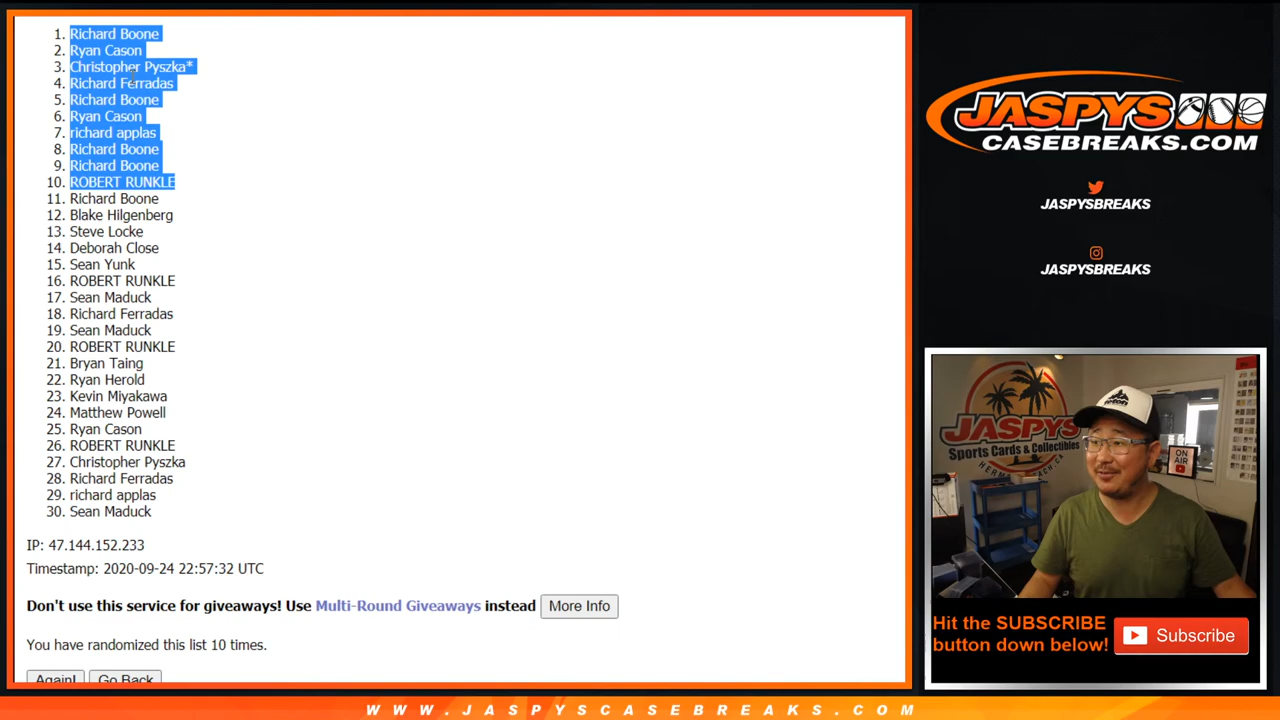 1. Richard Boone
2. Ryan Cason
3. Christopher Pyszka*
4. Richard Ferradas
5. Richard Boone
6. Ryan Cason
7. richard applas
8. Richard Boone
9. Richard Boone
10. ROBERT RUNKLE
11. Richard Boone
12. Blake Hilgenberg
13. Steve Locke
14. Deborah Close
15. Sean Yunk
16. ROBERT RUNKLE
17. Sean Maduck
18. Richard Ferradas
19. Sean Maduck
20. ROBERT RUNKLE
21. Bryan Taing
22. Ryan Herold
23. Kevin Miyakawa
24. Matthew Powell
25. Ryan Cason
26. ROBERT RUNKLE
27. Christopher Pyszka
28. Richard Ferradas
29. richard applas
30. Sean Maduck
IP: 47.144.152.233
Timestamp: 2020-09-24 22:57:32 UTC
Don't use this service for giveaways! Use Multi-Round Giveaways instead More Info
You have randomized this list 10 times.
Again! Go Back
JASPYS
CASEBREAKS.COM
JASPYSBREAKS
JASPYSBREAKS
JASPYS
Sports Cards & Collectibles
ON
AIR
Hit the SUBSCRIBE
button down below!
Subscribe
WWW.JASPYSCASEBREAKS.COM